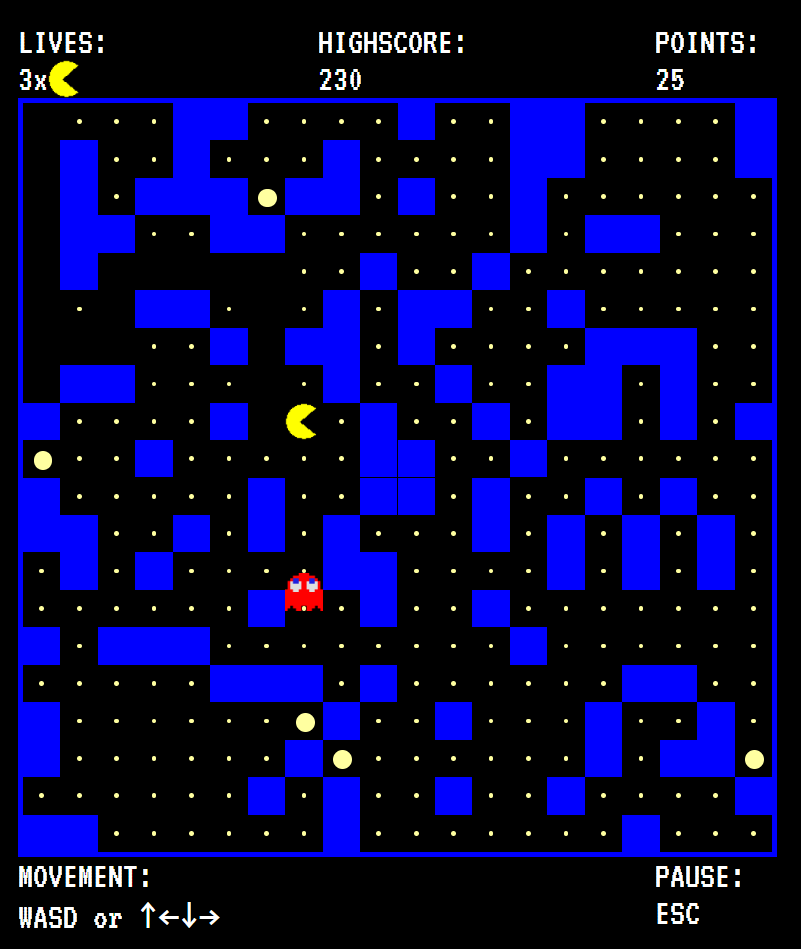 LIVES: HIGHSCORE: POINTS:
3x 230 25
MOVEMENT: PAUSE:
WASD or ↑←↓→ ESC